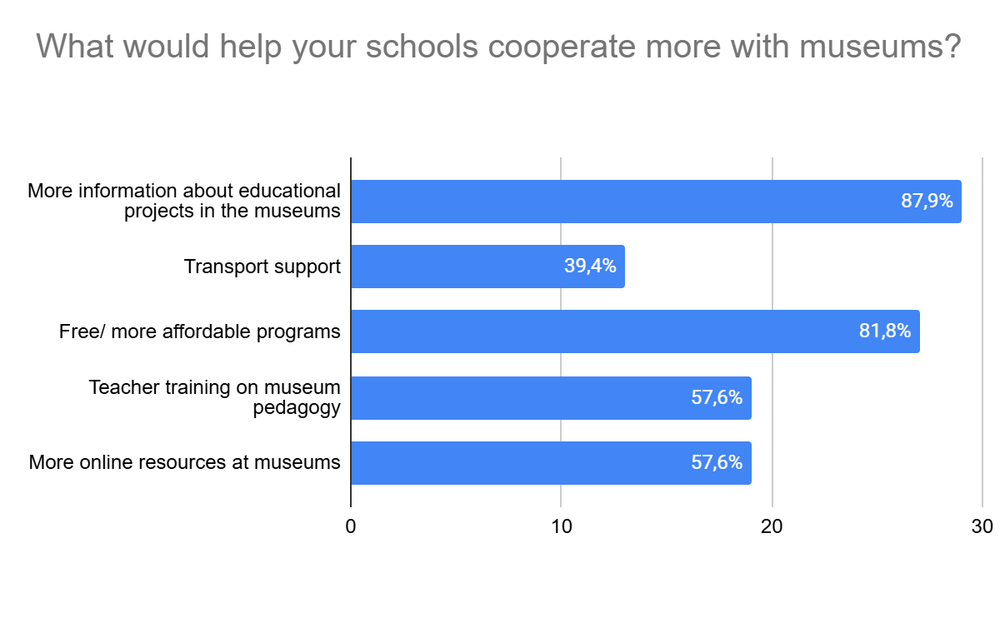 What would help your schools cooperate more with museums?
More information about educational
projects in the museums
87,9%
Transport support
39,4%
Free/ more affordable programs
81,8%
Teacher training on museum
pedagogy
57,6%
More online resources at museums
57,6%
0
10
20
30